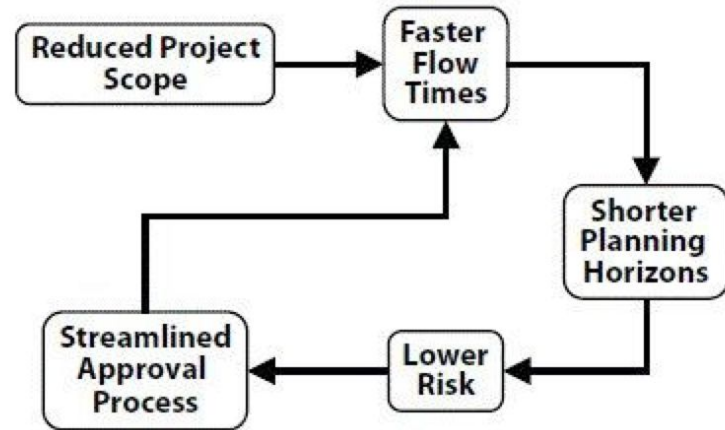 Reduced Project
Scope
Faster
Flow
Times
Shorter
Planning
Horizons
Lower
Risk
Streamlined
Approval
Process